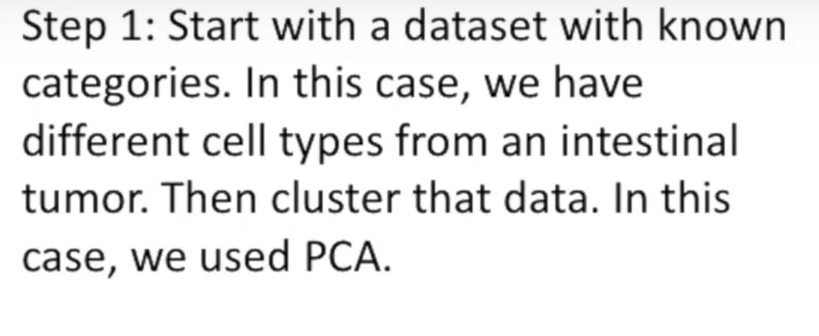 Step 1: Start with a dataset with known
categories. In this case, we have
different cell types from an intestinal
tumor. Then cluster that data. In this
case, we used PCA.